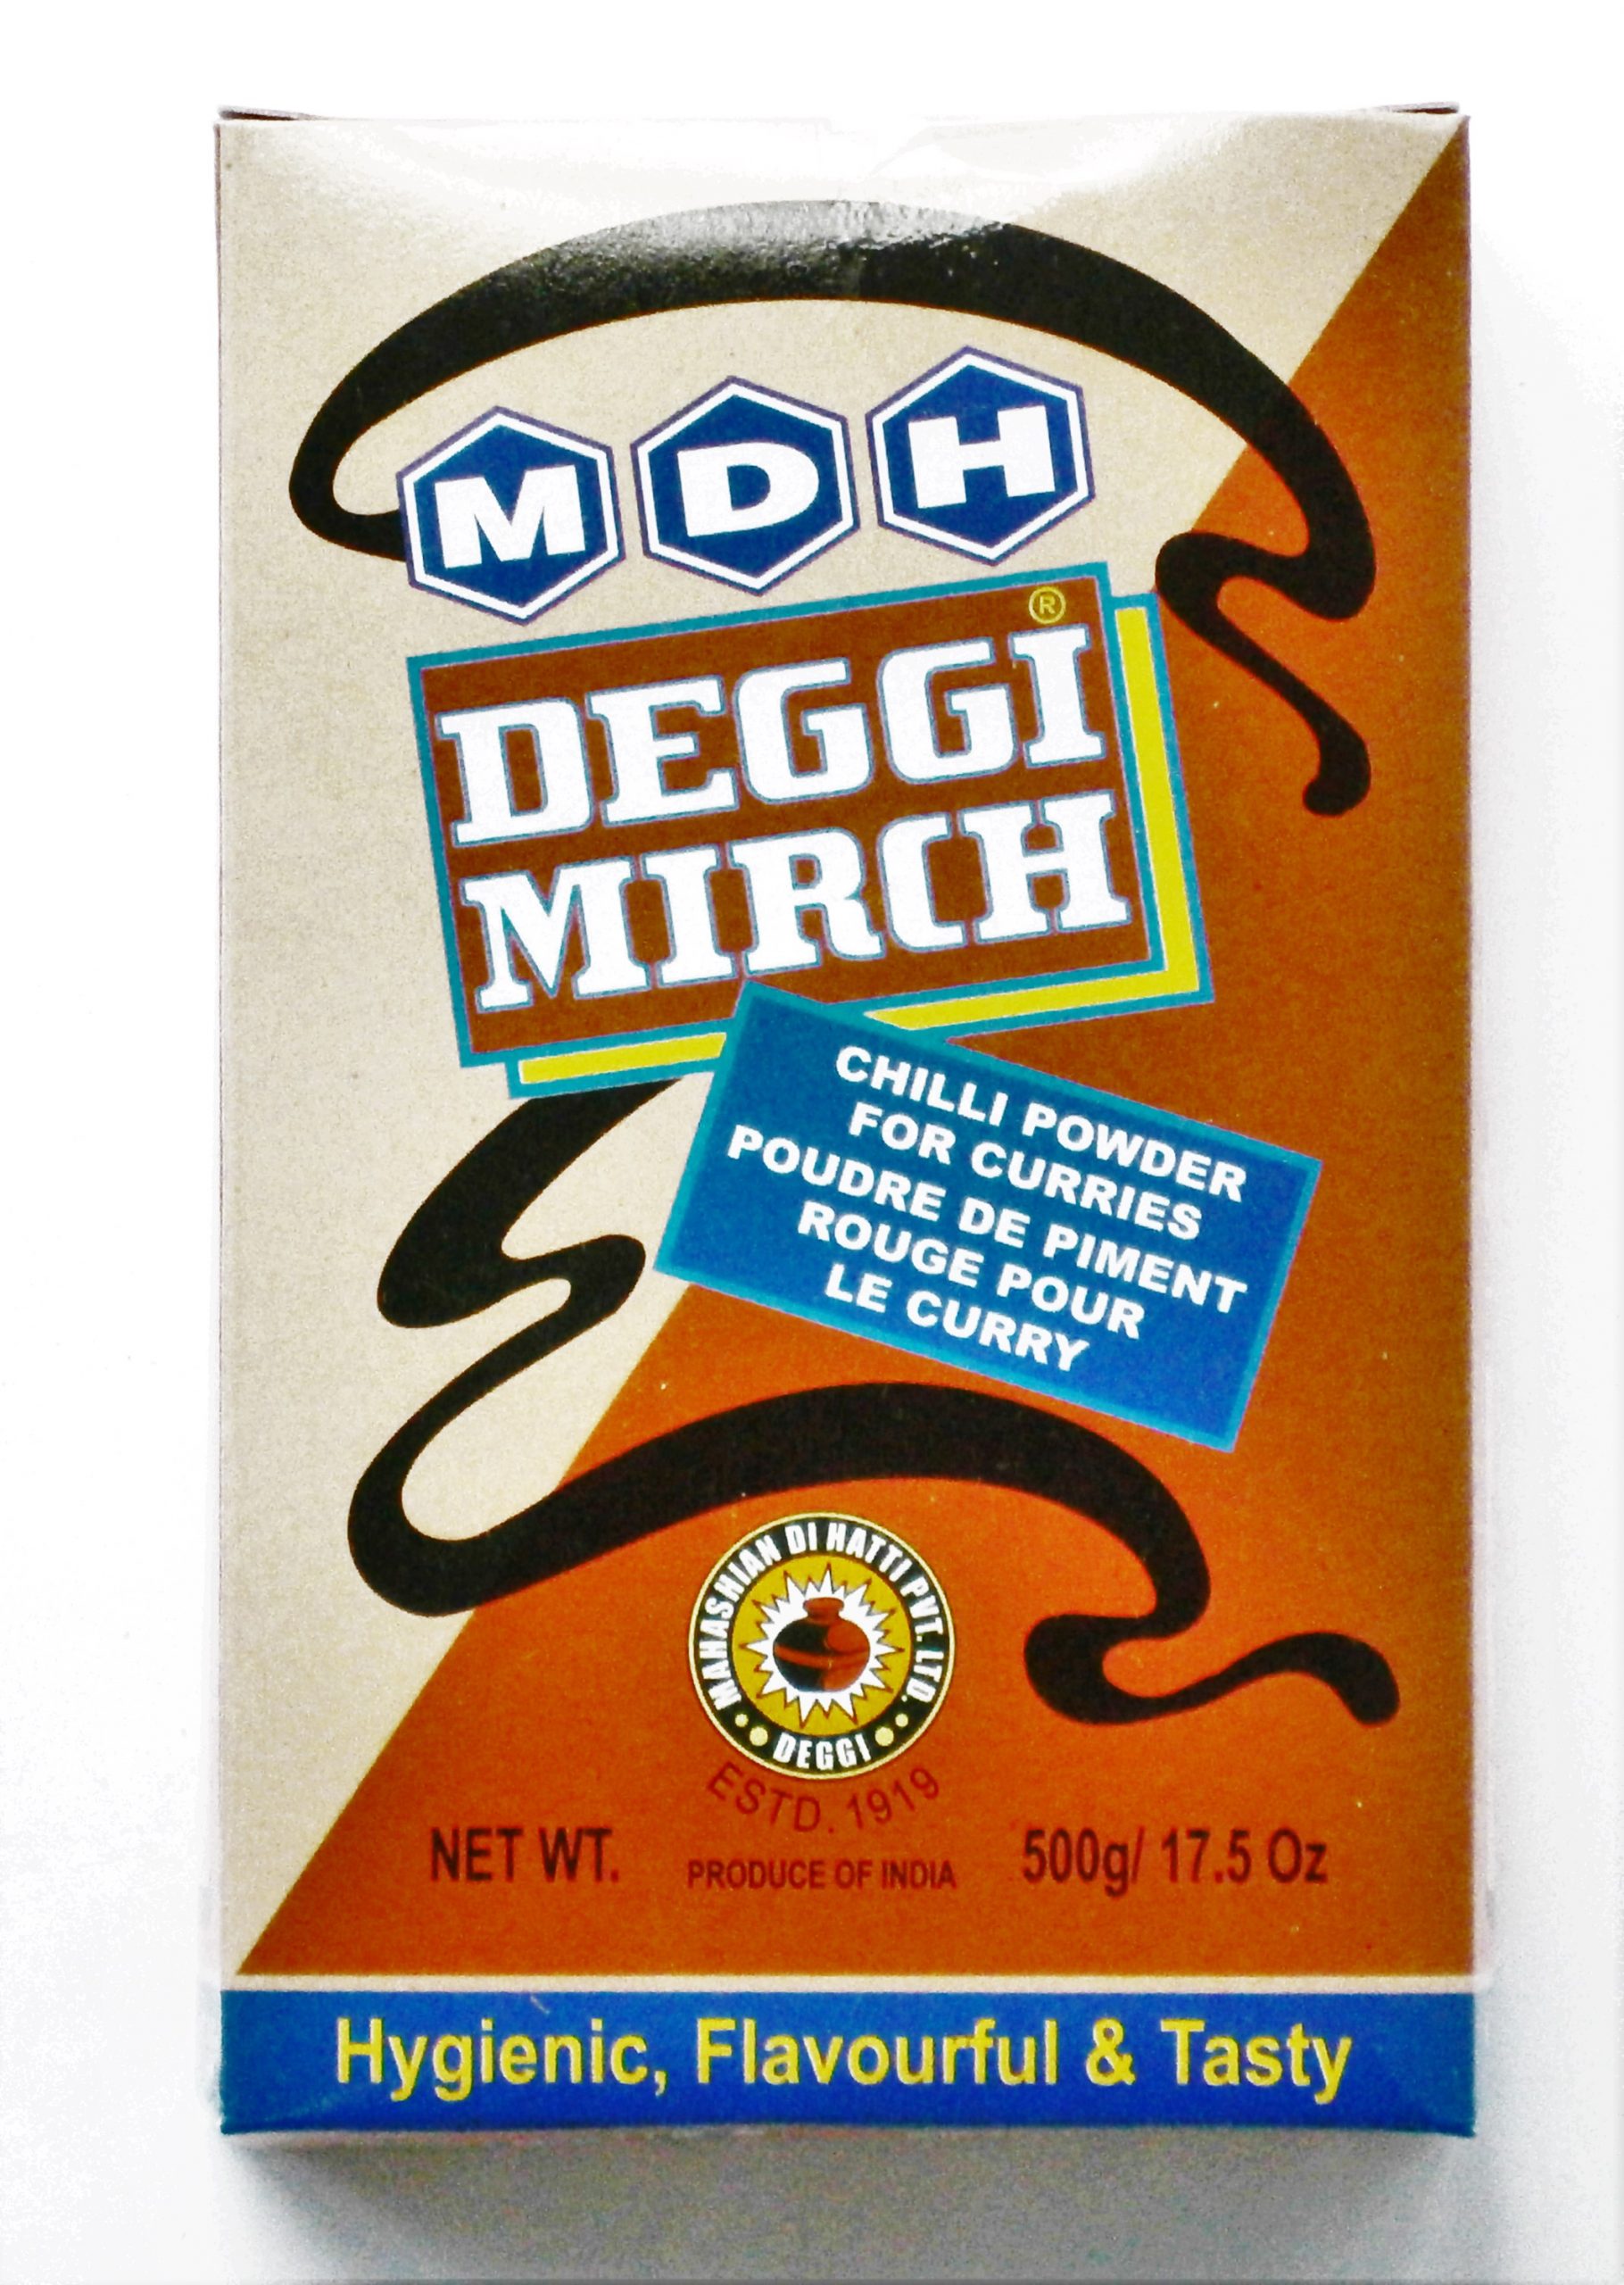 MDH
DEGGI ®
MIRCH
CHILLI POWDER
FOR CURRIES
POUDRE DE PIMENT
ROUGE POUR
LE CURRY
MAHASHIAN DI HATTI PVT. LTD.
DEGGI
ESTD. 1919
NET WT.
PRODUCE OF INDIA
500g/ 17.5 Oz
Hygienic, Flavourful & Tasty